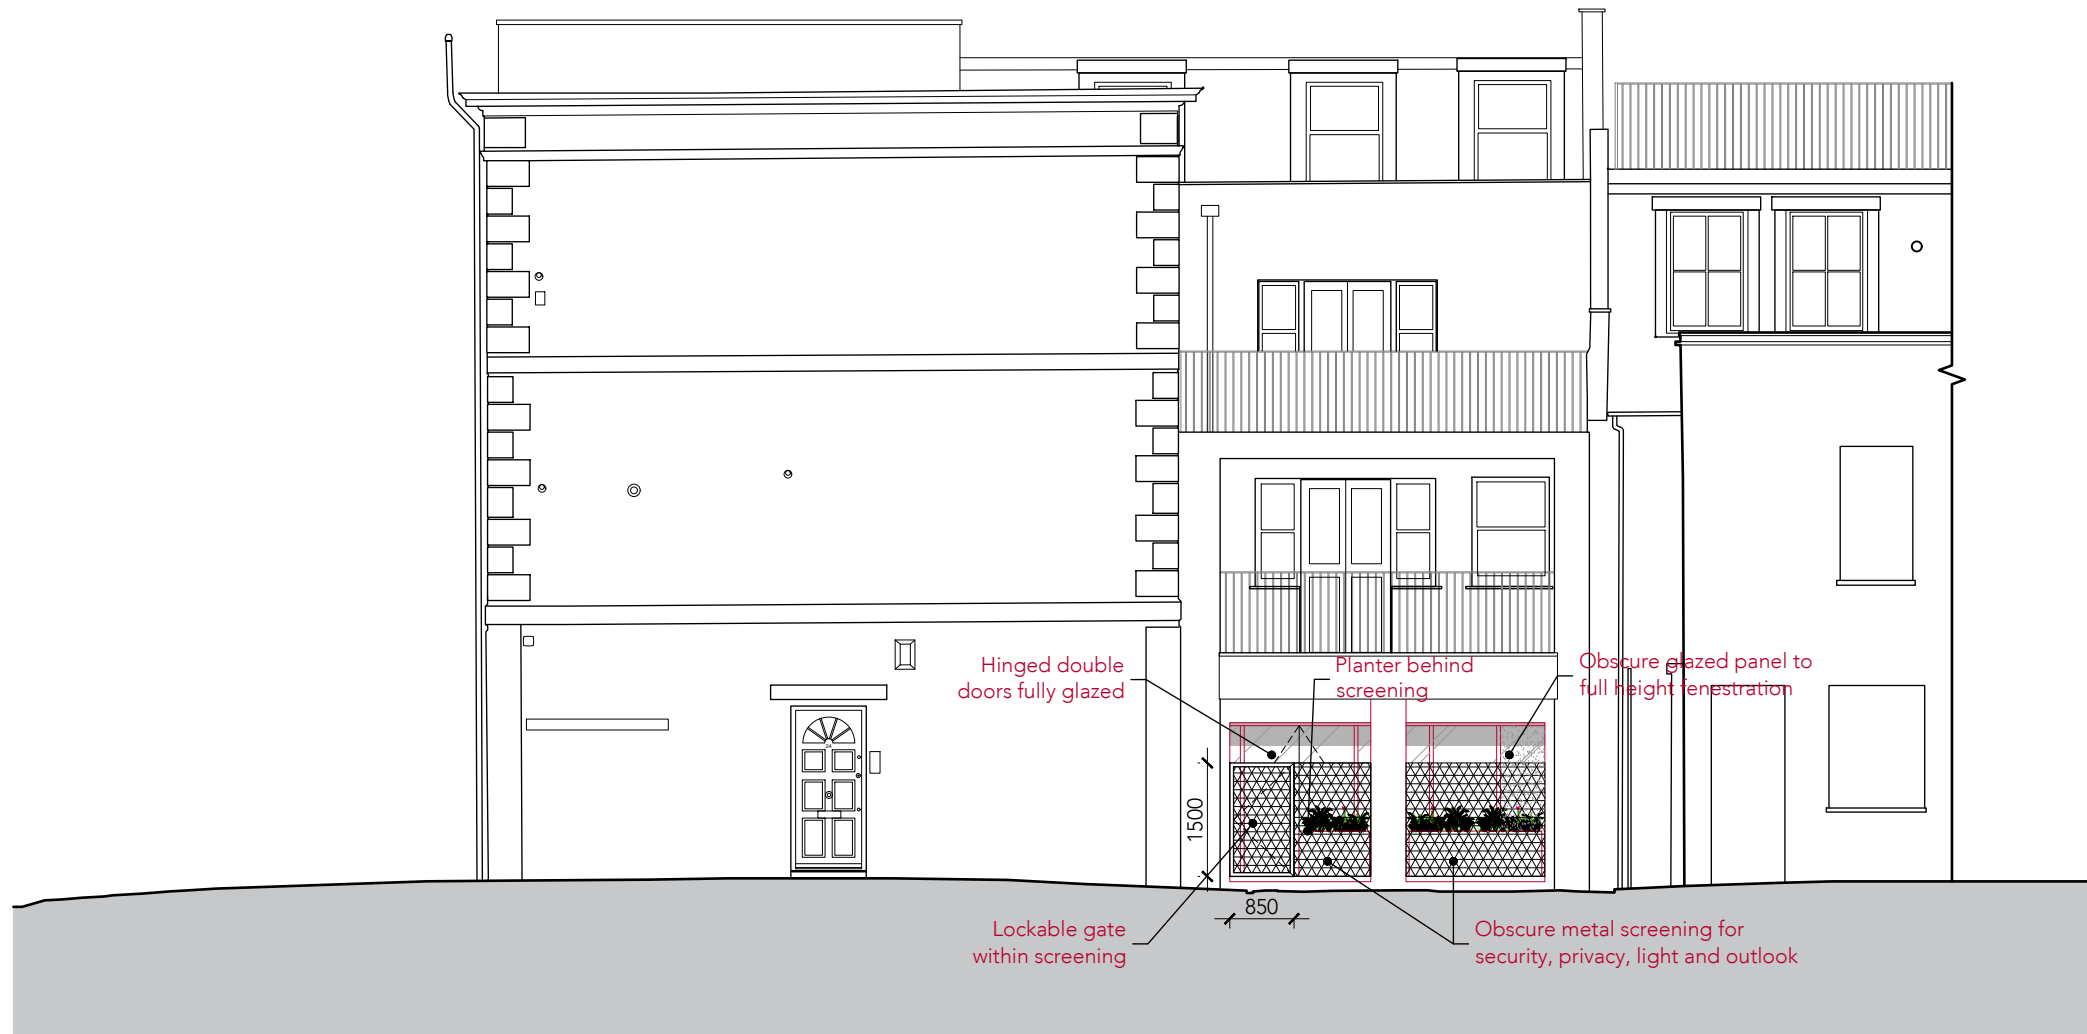 Hinged double
doors fully glazed
Planter behind
screening
Obscure glazed panel to
full height fenestration
24
1500
850
Lockable gate
within screening
Obscure metal screening for
security, privacy, light and outlook